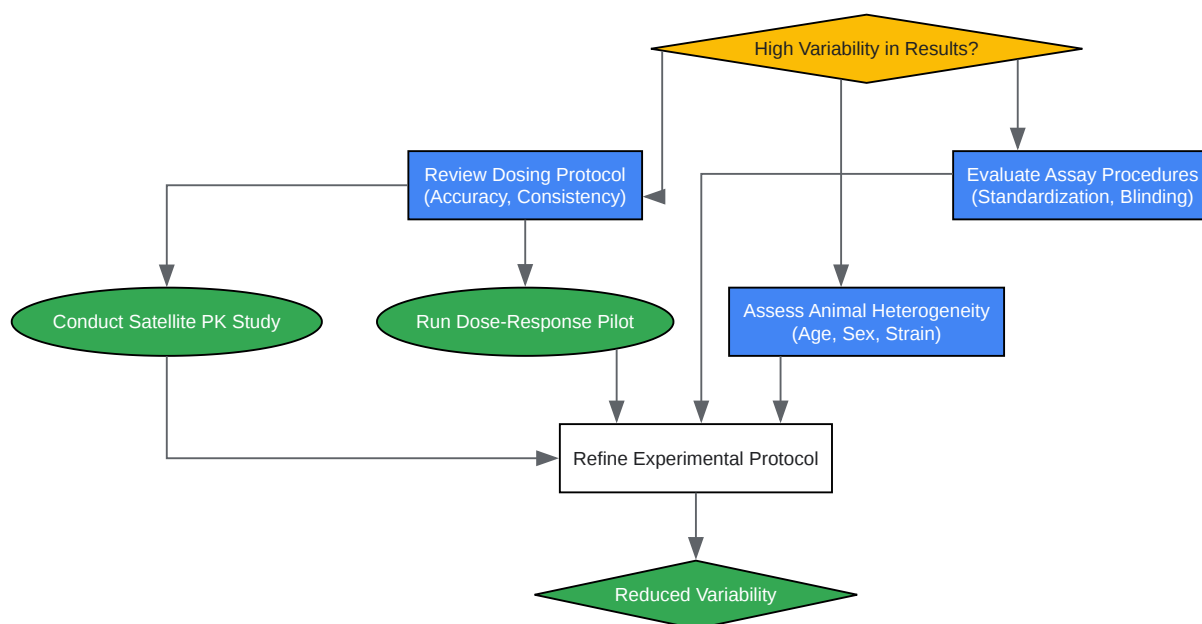 High Variability in Results?
Review Dosing Protocol
(Accuracy, Consistency)
Evaluate Assay Procedures
(Standardization, Blinding)
Conduct Satellite PK Study
Run Dose-Response Pilot
Assess Animal Heterogeneity
(Age, Sex, Strain)
Refine Experimental Protocol
Reduced Variability